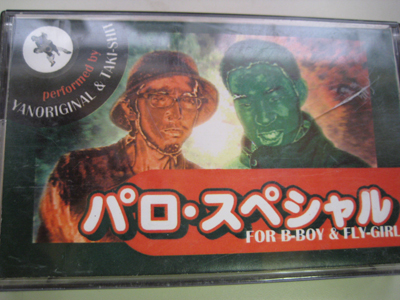 performed by
YANORIGINAL & TAKI-SHIT
パロ・スペシャル
FOR B-BOY & FLY-GIRL